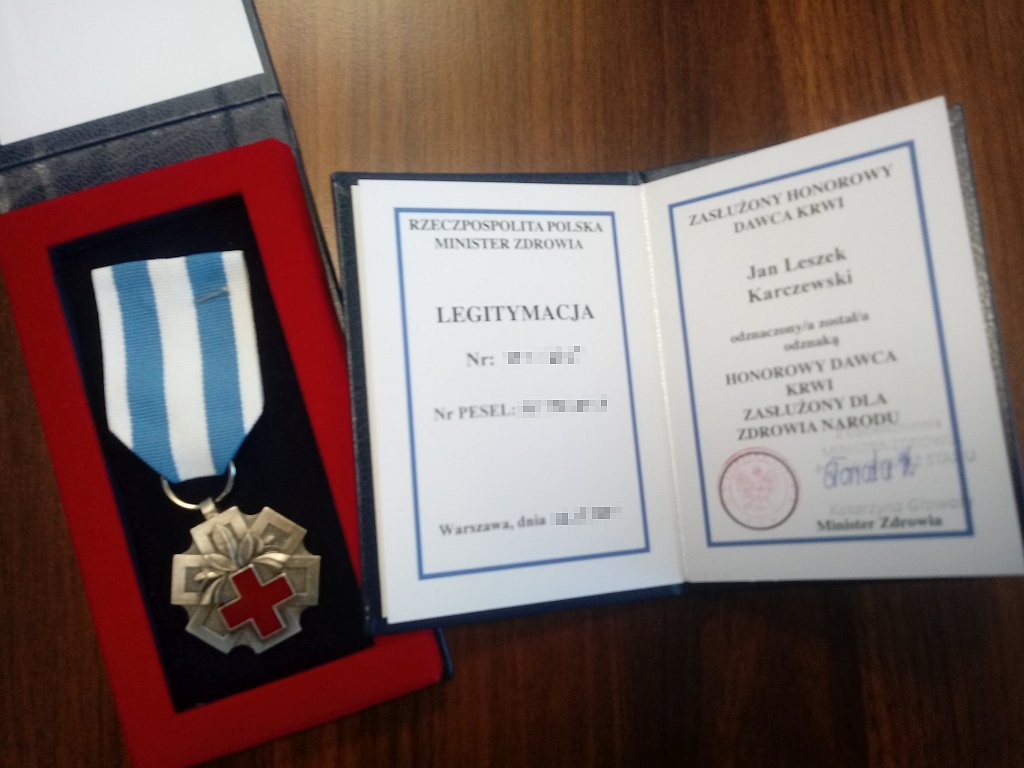 RZECZPOSPOLITA POLSKA
MINISTER ZDROWIA
LEGITYMACJA
Nr:
Nr PESEL:
Warszawa, dnia
ZASŁUŻONY HONOROWY
DAWCA KRWI
Jan Leszek
Karczewski
odznaczony/a został/a
odznaką
HONOROWY DAWCA
KRWI
ZASŁUŻONY DLA
ZDROWIA NARODU
Minister Zdrowia